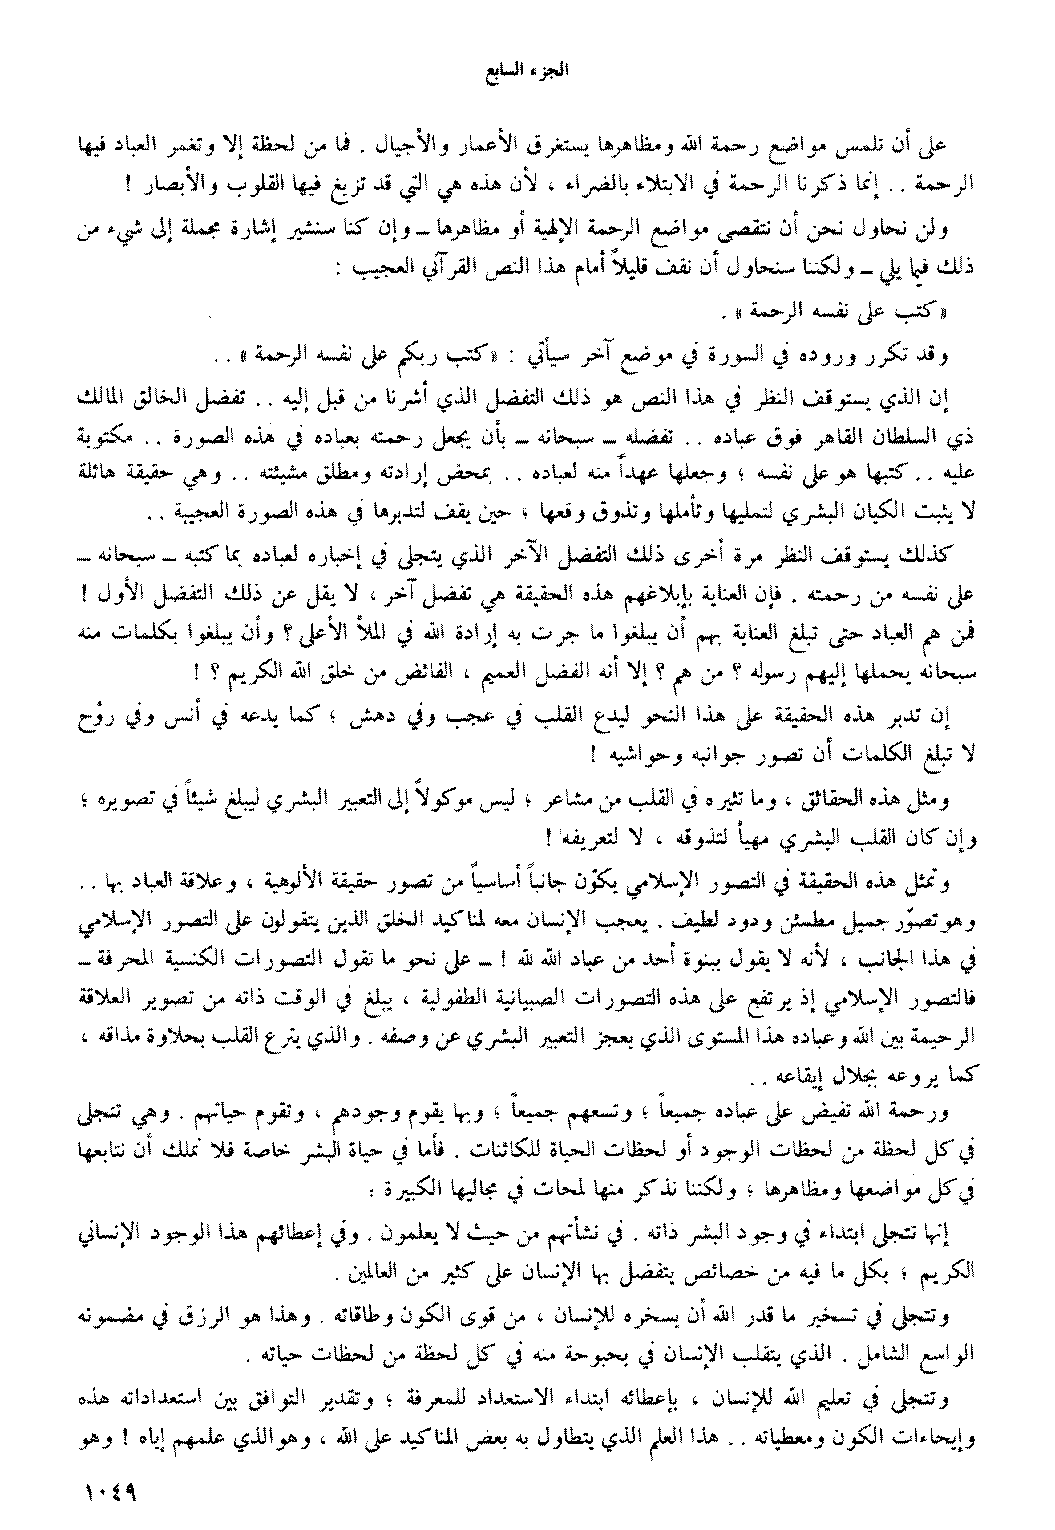 الجزء السابع
على أن تلمس مواضع رحمة الله ومظاهرها يستغرق الأعمار والأجيال . فما من لحظة إلا وتغمر العباد فيها
الرحمة .. إنما ذكرنا الرحمة في الابتلاء بالضراء ، لأن هذه هي التي قد تزيغ فيها القلوب والأبصار !
ولن نحاول نحن أن نتقصى مواضع الرحمة الإلهية أو مظاهرها – وإن كنا سنشير إشارة مجملة إلى شيء من
ذلك فيما يلي – ولكننا سنحاول أن نقف قليلاً أمام هذا النص القرآني العجيب :
«كتب على نفسه الرحمة» .
وقد تكرر وروده في السورة في موضع آخر سيأتي : «كتب ربكم على نفسه الرحمة» ..
إن الذي يستوقف النظر في هذا النص هو ذلك التفضل الذي أشرنا من قبل إليه .. تفضل الخالق المالك
ذي السلطان القاهر فوق عباده .. تفضله – سبحانه – بأن يجعل رحمته بعباده في هذه الصورة .. مكتوبة
عليه .. كتبها هو على نفسه ؛ وجعلها عهداً منه لعباده .. بمحض إرادته ومطلق مشيئته .. وهي حقيقة هائلة
لا يثبت الكيان البشري لتمليها وتأملها وتذوق وقعها ؛ حين يقف لتدبرها في هذه الصورة العجيبة ..
كذلك يستوقف النظر مرة أخرى ذلك التفضل الآخر الذي يتجلى في إخباره لعباده بما كتبه – سبحانه –
على نفسه من رحمته . فإن العناية بإبلاغهم هذه الحقيقة هي تفضل آخر ، لا يقل عن ذلك التفضل الأول !
فمن هم العباد حتى تبلغ العناية بهم أن يبلغوا ما جرت به إرادة الله في الملأ الأعلى ؟ وأن يبلغوا بكلمات منه
سبحانه يحملها إليهم رسوله ؟ من هم ؟ إلا أنه الفضل العميم ، الفائض من خلق الله الكريم ؟ !
إن تدبر هذه الحقيقة على هذا النحو ليدع القلب في عجب وفي دهش ؛ كما يدعه في أنس وفي رَوْح
لا تبلغ الكلمات أن تصور جوانبه وحواشيه !
ومثل هذه الحقائق ، وما تثيره في القلب من مشاعر ؛ ليس موكولاً إلى التعبير البشري ليبلغ شيئاً في تصويره ؛
وإن كان القلب البشري مهيأ لتذوقه ، لا لتعريفه !
وتمثل هذه الحقيقة في التصور الإسلامي يكوّن جانباً أساسياً من تصور حقيقة الألوهية ، وعلاقة العباد بها ..
وهو تصوّر جميل مطمئن ودود لطيف . يعجب الإنسان معه لمناكيد الخلق الذين يتقولون على التصور الإسلامي
في هذا الجانب ، لأنه لا يقول ببنوة أحد من عباد الله لله ! – على نحو ما تقول التصورات الكنسية المحرفة –
فالتصور الإسلامي إذ يرتفع على هذه التصورات الصبيانية الطفولية ، يبلغ في الوقت ذاته من تصوير العلاقة
الرحيمة بين الله وعباده هذا المستوى الذي يعجز التعبير البشري عن وصفه . والذي يترع القلب بحلاوة مذاقه ،
كما يروعه بجلال إيقاعه ..
ورحمة الله تفيض على عباده جميعاً ؛ وتسعهم جميعاً ؛ وبها يقوم وجودهم ، وتقوم حياتهم . وهي تتجلى
في كل لحظة من لحظات الوجود أو لحظات الحياة للكائنات . فأما في حياة البشر خاصة فلا نملك أن نتابعها
في كل مواضعها ومظاهرها ؛ ولكننا نذكر منها لمحات في مجاليها الكبيرة :
إنها تتجلى ابتداء في وجود البشر ذاته . في نشأتهم من حيث لا يعلمون . وفي إعطائهم هذا الوجود الإنساني
الكريم ؛ بكل ما فيه من خصائص يتفضل بها الإنسان على كثير من العالمين .
وتتجلى في تسخير ما قدر الله أن يسخره للإنسان ، من قوى الكون وطاقاته . وهذا هو الرزق في مضمونه
الواسع الشامل . الذي يتقلب الإنسان في بحبوحة منه في كل لحظة من لحظات حياته .
وتتجلى في تعليم الله للإنسان ، بإعطائه ابتداء الاستعداد للمعرفة ؛ وتقدير التوافق بين استعداداته هذه
وإيحاءات الكون ومعطياته .. هذا العلم الذي يتطاول به بعض المناكيد على الله ، وهو الذي علمهم إياه ! وهو
١٠٤٩